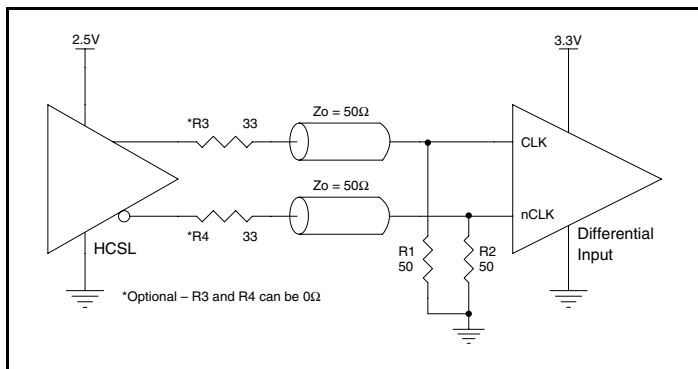 2.5V
3.3V
*R3 33
Zo = 50Ω
CLK
Zo = 50Ω
nCLK
HCSL
*R4 33
R1
50
R2
50
Differential
Input
*Optional – R3 and R4 can be 0Ω